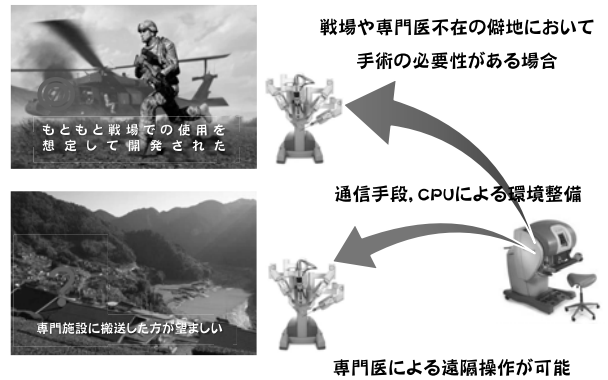 戦場や専門医不在の僻地において
手術の必要性がある場合
もともと戦場での使用を
想定して開発された
通信手段,CPUによる環境整備
専門施設に搬送した方が望ましい
専門医による遠隔操作が可能